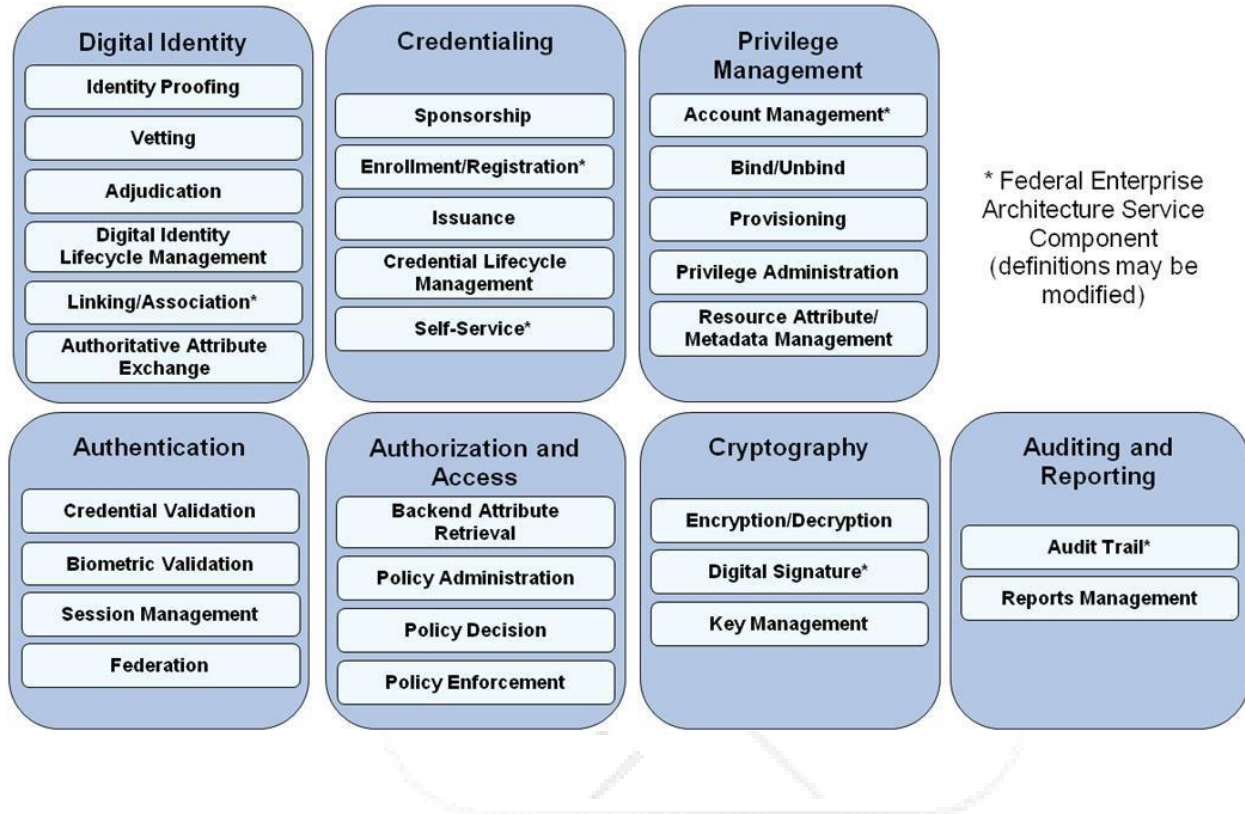 Digital Identity
Identity Proofing
Vetting
Adjudication
Digital Identity
Lifecycle Management
Linking/Association*
Authoritative Attribute
Exchange
Credentialing
Sponsorship
Enrollment/Registration*
Issuance
Credential Lifecycle
Management
Self-Service*
Privilege
Management
Account Management*
Bind/Unbind
Provisioning
Privilege Administration
Resource Attribute/
Metadata Management
* Federal Enterprise
Architecture Service
Component
(definitions may be
modified)
Authentication
Credential Validation
Biometric Validation
Session Management
Federation
Authorization and
Access
Backend Attribute
Retrieval
Policy Administration
Policy Decision
Policy Enforcement
Cryptography
Encryption/Decryption
Digital Signature*
Key Management
Auditing and
Reporting
Audit Trail*
Reports Management